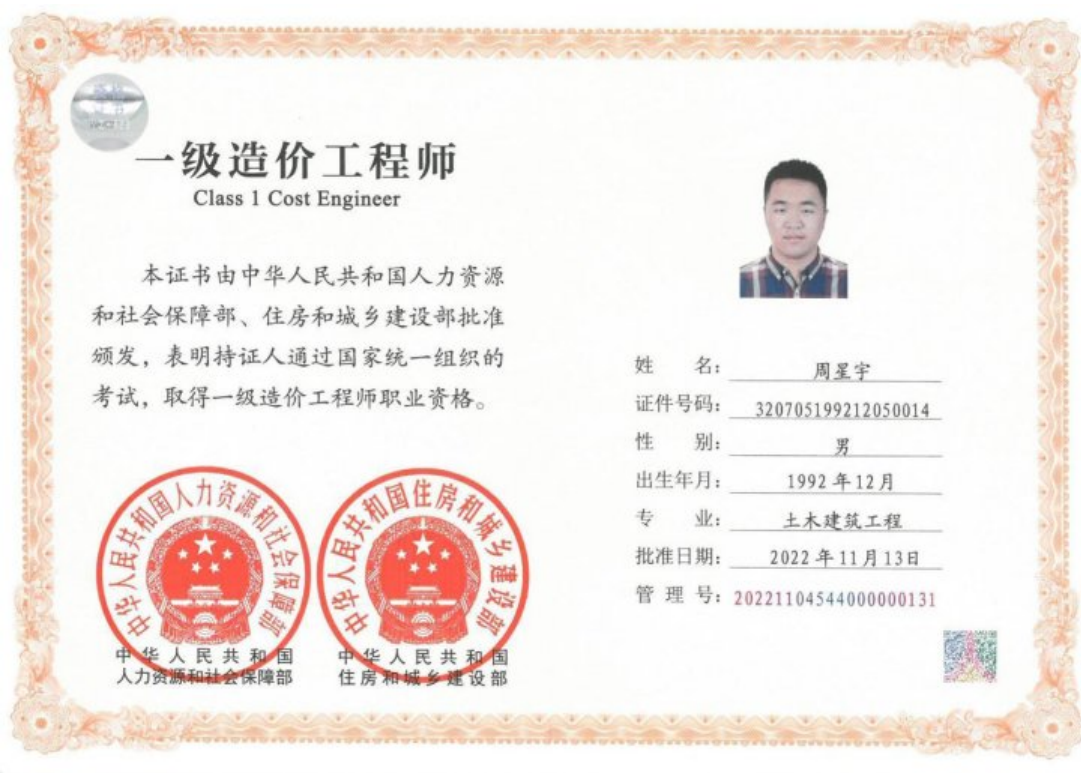 一级造价工程师
Class 1 Cost Engineer
本证书由中华人民共和国人力资源
和社会保障部、住房和城乡建设部批准
颁发，表明持证人通过国家统一组织的
考试，取得一级造价工程师职业资格。
中华人民共和国人力资源和社会保障部
中华人民共和国住房和城乡建设部
中华人民共和国
人力资源和社会保障部
中华人民共和国
住房和城乡建设部
姓 名：周星宇
证件号码：320705199212050014
性 别：男
出生年月：1992年12月
专 业：土木建筑工程
批准日期：2022年11月13日
管 理 号：20221104544000000131